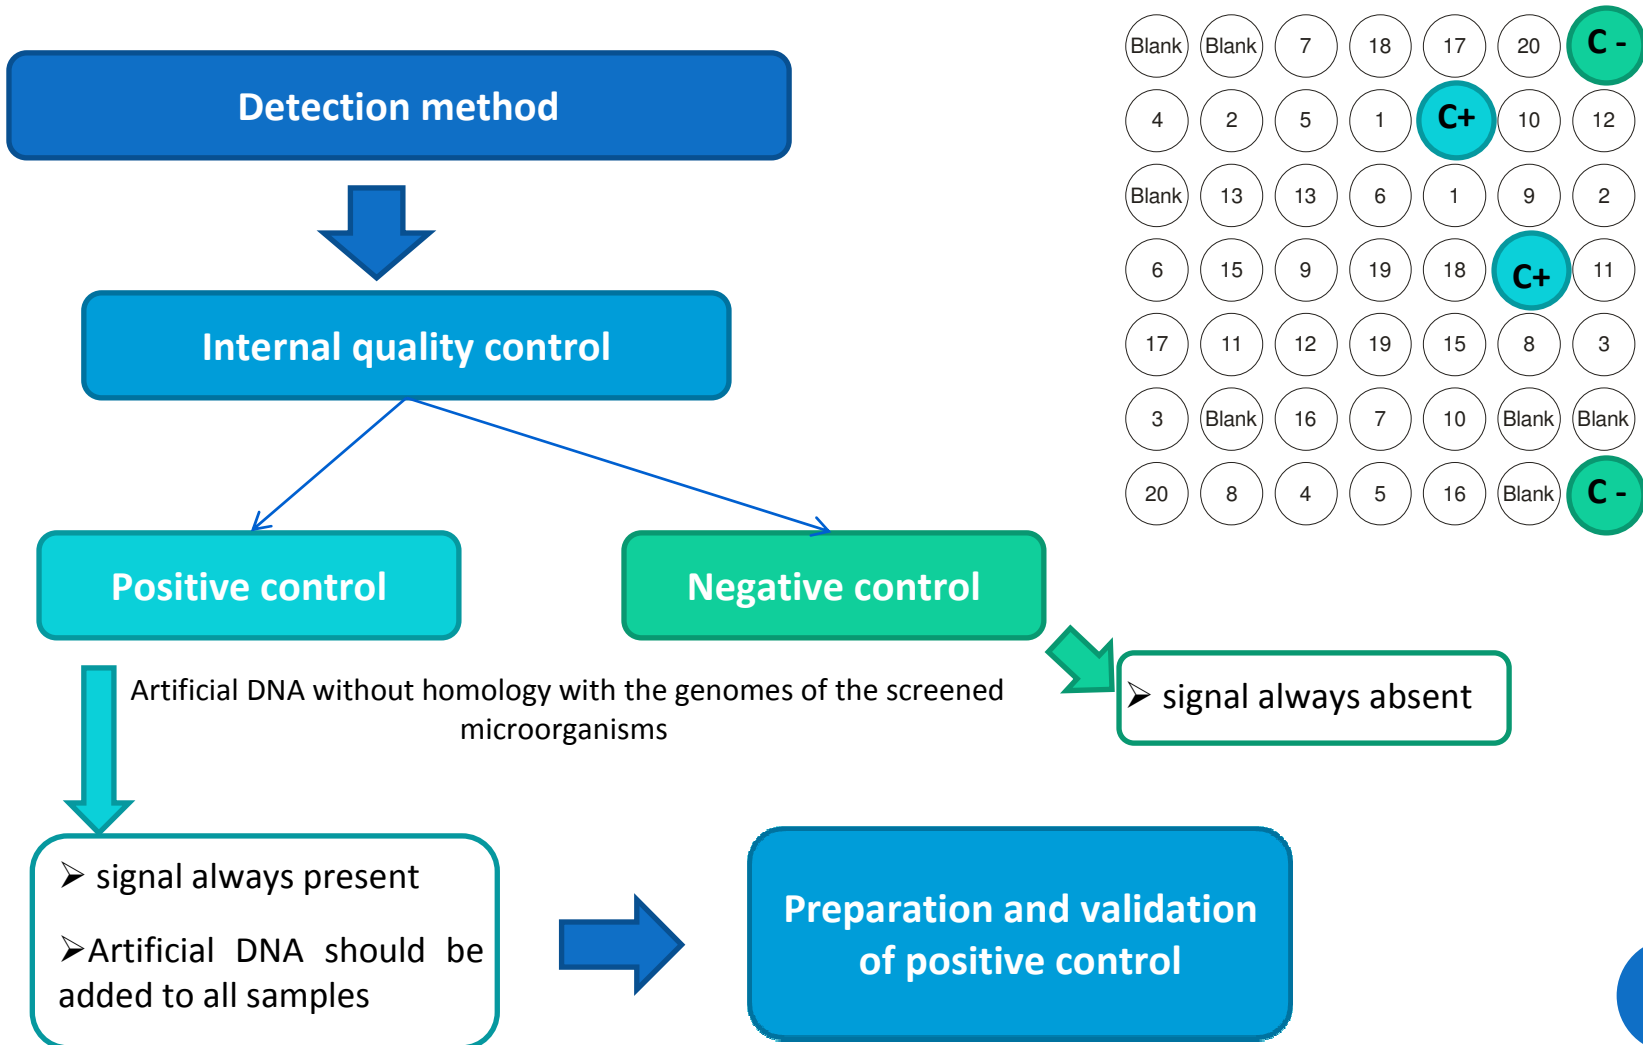 Detection method
Internal quality control
Positive control
Negative control
Artificial DNA without homology with the genomes of the screened
microorganisms
➢ signal always absent
➢ signal always present
➢Artificial DNA should be
added to all samples
Preparation and validation
of positive control
Blank Blank 7 18 17 20 C -
4 2 5 1 C+ 10 12
Blank 13 13 6 1 9 2
6 15 9 19 18 C+ 11
17 11 12 19 15 8 3
3 Blank 16 7 10 Blank Blank
20 8 4 5 16 Blank C -